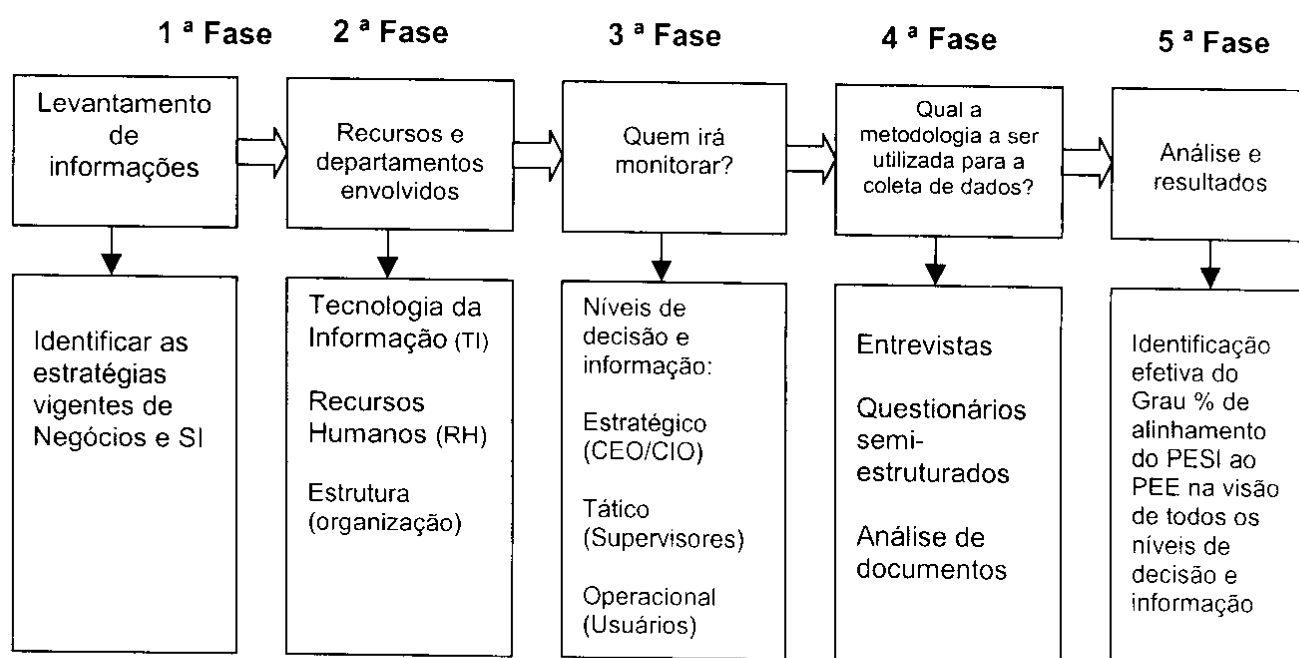 1 ª Fase
2 ª Fase
3 ª Fase
4 ª Fase
5 ª Fase
Levantamento
de
informações
Recursos e
departamentos
envolvidos
Quem irá
monitorar?
Qual a
metodologia a ser
utilizada para a
coleta de dados?
Análise e
resultados
Identificar as
estratégias
vigentes de
Negócios e SI
Tecnologia da
Informação (TI)
Recursos
Humanos (RH)
Estrutura
(organização)
Níveis de
decisão e
informação:
Estratégico
(CEO/CIO)
Tático
(Supervisores)
Operacional
(Usuários)
Entrevistas
Questionários
semi-
estruturados
Análise de
documentos
Identificação
efetiva do
Grau % de
alinhamento
do PESI ao
PEE na visão
de todos os
níveis de
decisão e
informação